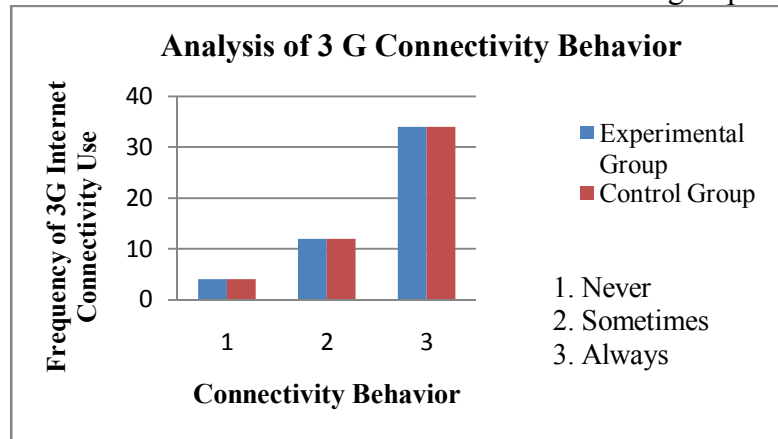 Analysis of 3 G Connectivity Behavior
Frequency of 3G Internet
Connectivity Use
40
30
20
10
0
1
2
3
Connectivity Behavior
Experimental
Group
Control Group
1. Never
2. Sometimes
3. Always